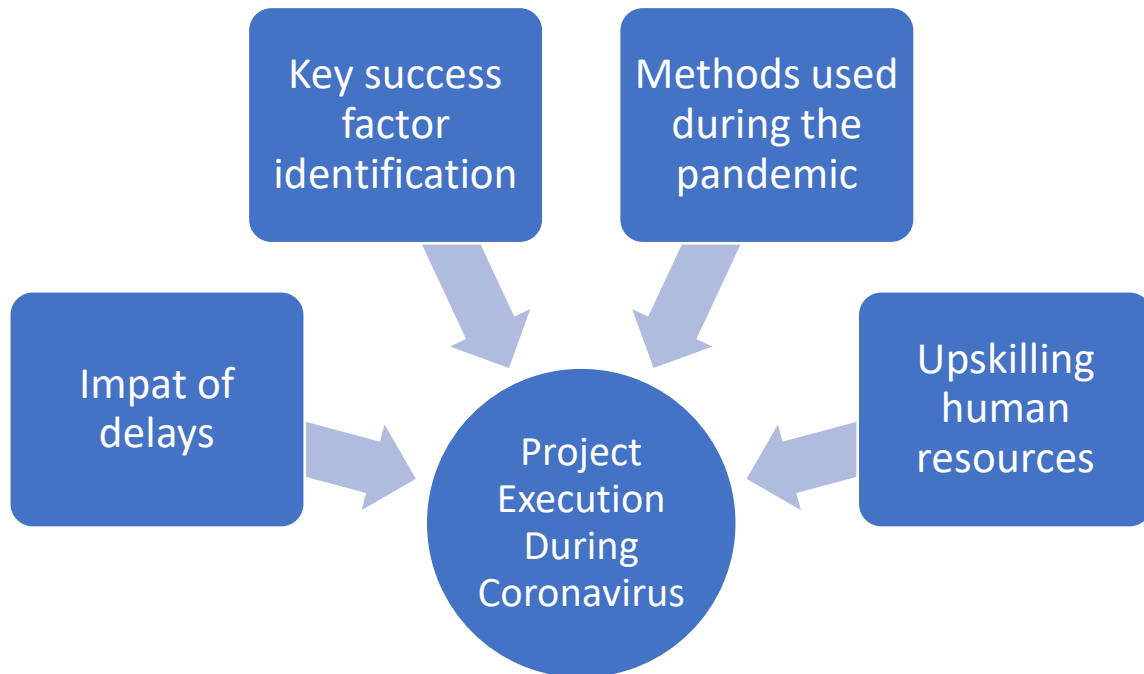 Key success
factor
identification
Methods used
during the
pandemic
Impat of
delays
Upskilling
human
resources
Project
Execution
During
Coronavirus